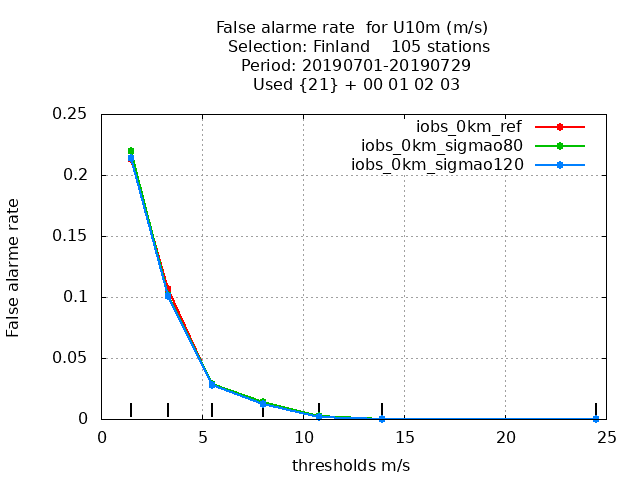 False alarme rate  for U10m (m/s)
Selection: Finland    105 stations
Period: 20190701-20190729
Used {21} + 00 01 02 03
iobs_0km_ref
iobs_0km_sigmao80
iobs_0km_sigmao120
False alarme rate
0.25
0.2
0.15
0.1
0.05
0
0 5 10 15 20 25
thresholds m/s